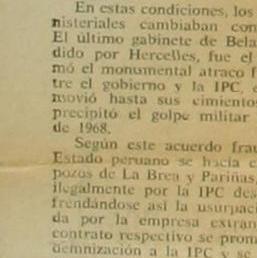 En estas condiciones, los
nisteriales cambiaban con
El último gabinete de Bela
dido por Hercelles, fue el
mó el monumental atraco f
tre el gobierno y la IPC, e
movió hasta sus cimientos
precipitó el golpe militar
de 1968.
Según este acuerdo frau
Estado peruano se hacía c
pozos de La Brea y Pariñas,
ilegalmente por la IPC des
frendándose así la usurpac
da por la empresa extran
contrato respectivo se prom
demnización a la IPC y se